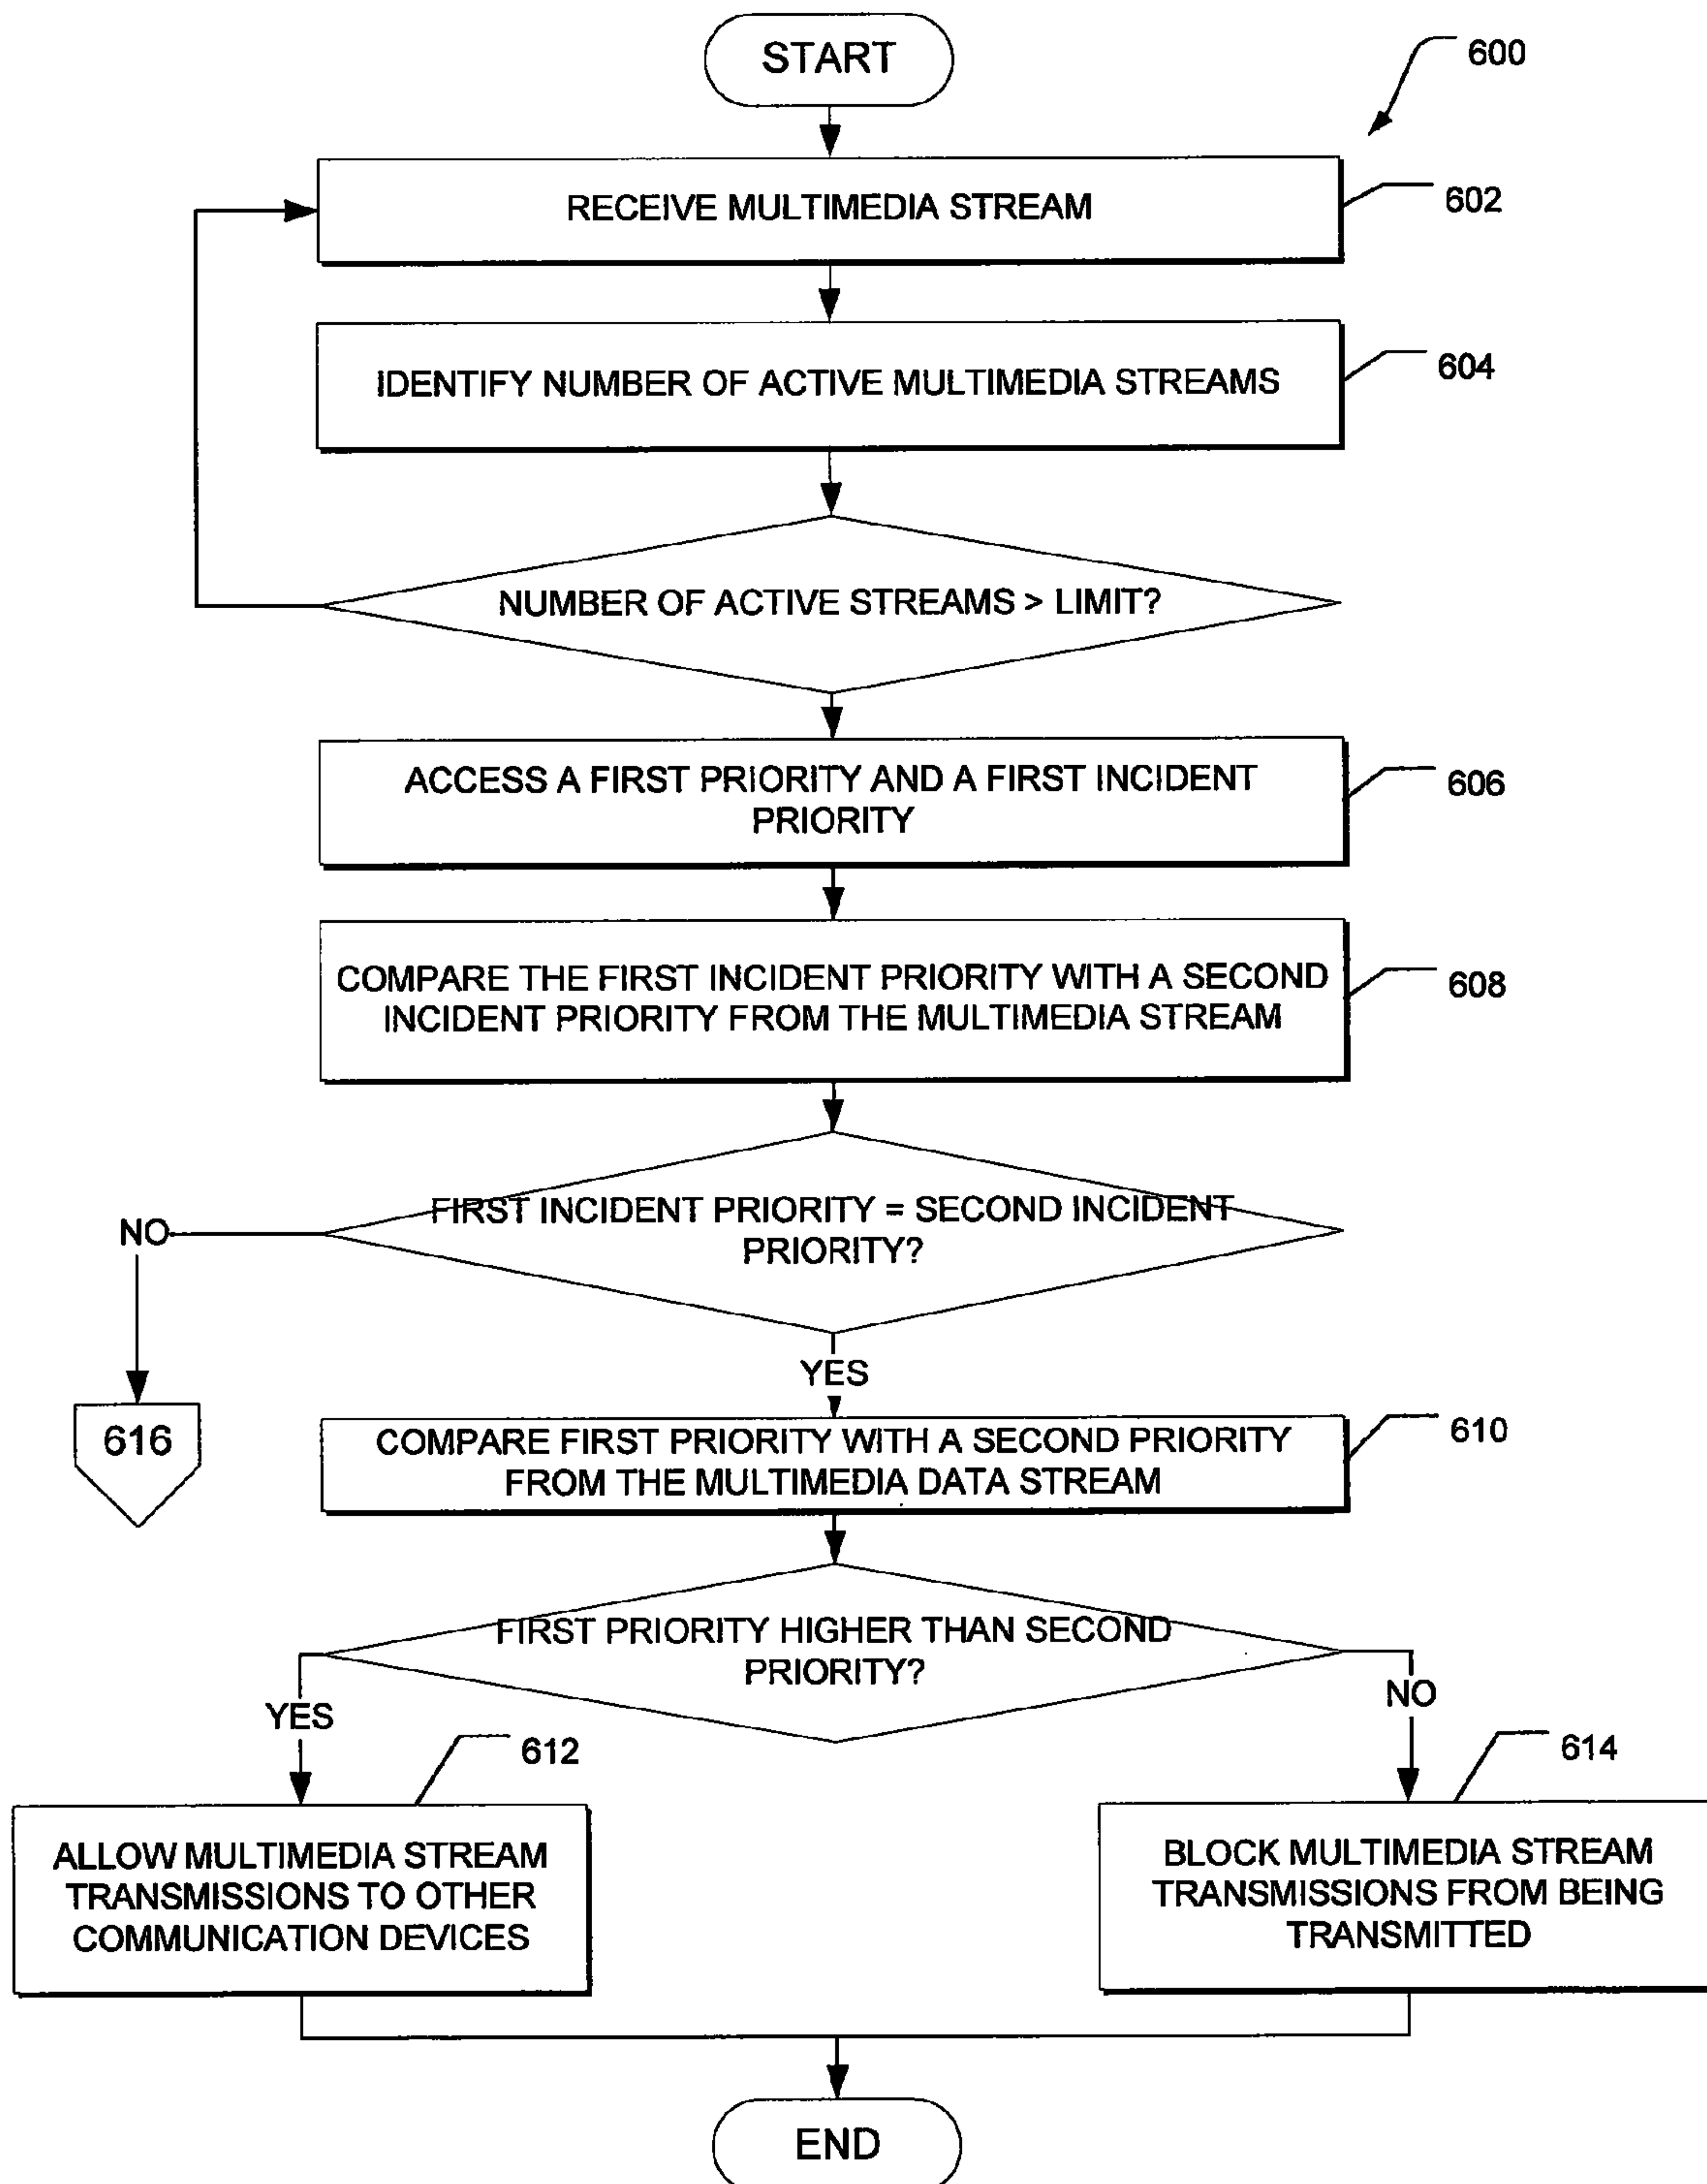 START
600
RECEIVE MULTIMEDIA STREAM
602
IDENTIFY NUMBER OF ACTIVE MULTIMEDIA STREAMS
604
NUMBER OF ACTIVE STREAMS > LIMIT?
ACCESS A FIRST PRIORITY AND A FIRST INCIDENT
PRIORITY
606
COMPARE THE FIRST INCIDENT PRIORITY WITH A SECOND
INCIDENT PRIORITY FROM THE MULTIMEDIA STREAM
608
FIRST INCIDENT PRIORITY = SECOND INCIDENT
PRIORITY?
NO
YES
616
COMPARE FIRST PRIORITY WITH A SECOND PRIORITY
FROM THE MULTIMEDIA DATA STREAM
610
FIRST PRIORITY HIGHER THAN SECOND
PRIORITY?
YES
NO
612
614
ALLOW MULTIMEDIA STREAM
TRANSMISSIONS TO OTHER
COMMUNICATION DEVICES
BLOCK MULTIMEDIA STREAM
TRANSMISSIONS FROM BEING
TRANSMITTED
END